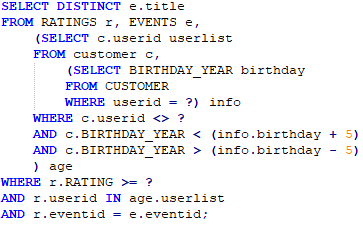 SELECT DISTINCT e.title
FROM RATINGS r, EVENTS e,
(SELECT c.userid userlist
FROM customer c,
(SELECT BIRTHDAY_YEAR birthday
FROM CUSTOMER
WHERE userid = ?) info
WHERE c.userid <> ?
AND c.BIRTHDAY_YEAR < (info.birthday + 5)
AND c.BIRTHDAY_YEAR > (info.birthday - 5)
) age
WHERE r.RATING >= ?
AND r.userid IN age.userlist
AND r.eventid = e.eventid;